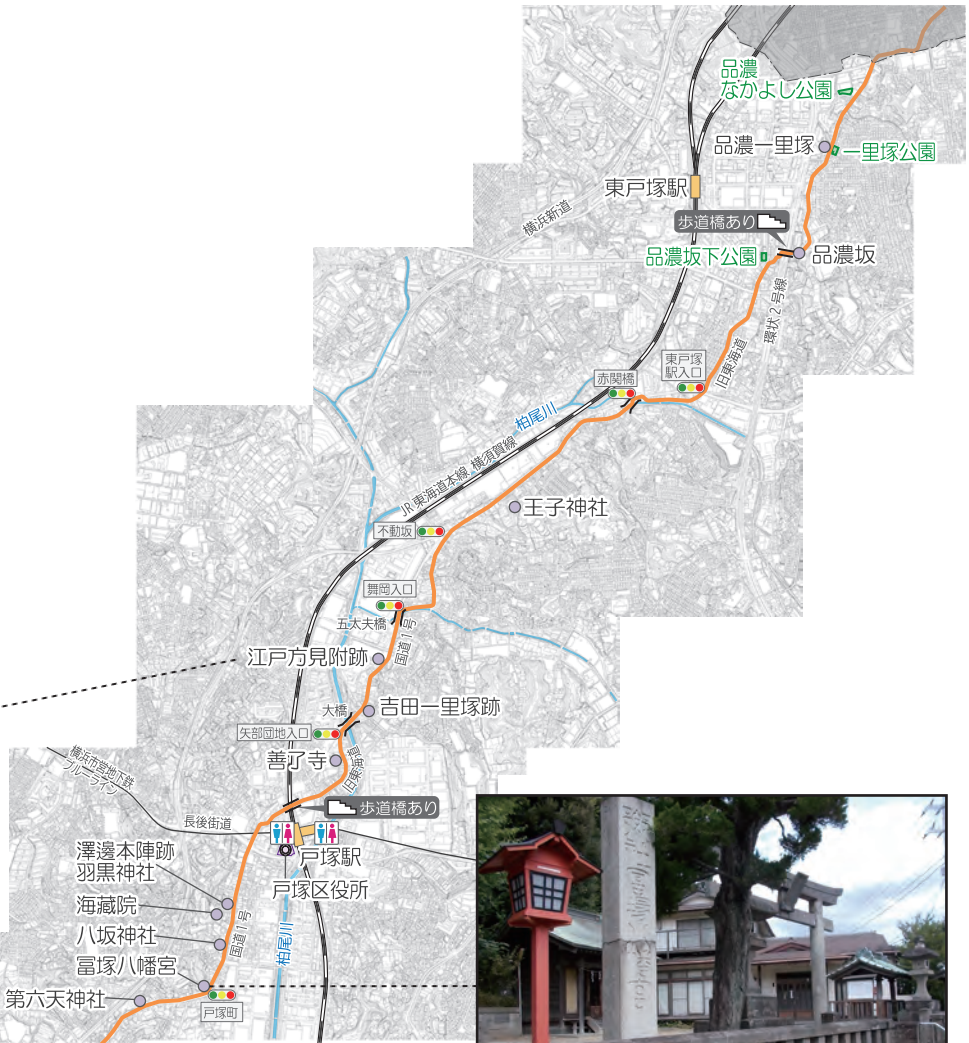 品濃
なかよし公園
品濃一里塚
一里塚公園
東戸塚駅
横浜新道
歩道橋あり
品濃坂下公園
品濃坂
環状2号線
旧東海道
東戸塚
駅入口
赤関橋
柏尾川
JR東海道本線 横須賀線
王子神社
不動坂
舞岡入口
五太夫橋
国道1号
江戸方見附跡
大橋
吉田一里塚跡
矢部団地入口
善了寺
旧東海道
横浜市営地下鉄
ブルーライン
歩道橋あり
長後街道
戸塚駅
戸塚区役所
澤邊本陣跡
羽黒神社
海藏院
八坂神社
国道1号
柏尾川
冨塚八幡宮
第六天神社
戸塚町